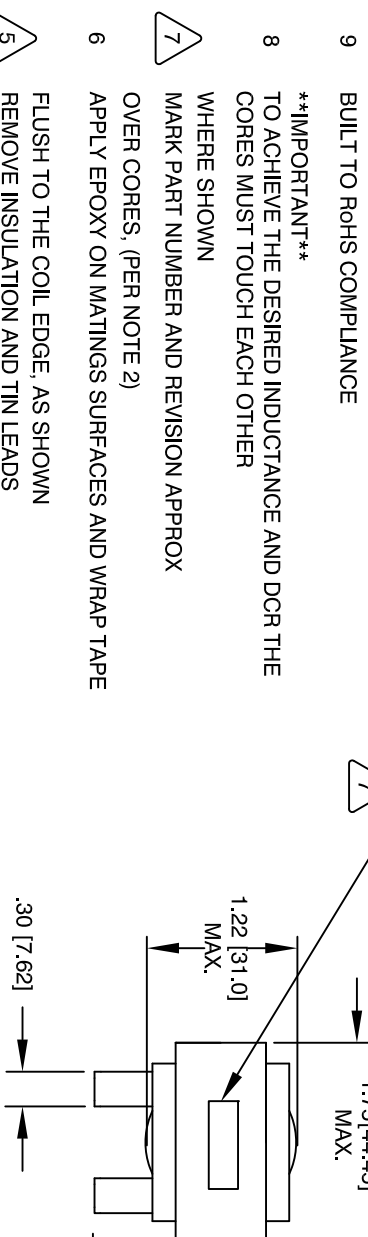 9 BUILT TO RoHS COMPLIANCE
**IMPORTANT**
8 TO ACHIEVE THE DESIRED INDUCTANCE AND DCR THE
CORES MUST TOUCH EACH OTHER
WHERE SHOWN
7 MARK PART NUMBER AND REVISION APPROX
OVER CORES, (PER NOTE 2)
6 APPLY EPOXY ON MATINGS SURFACES AND WRAP TAPE
FLUSH TO THE COIL EDGE, AS SHOWN
5 REMOVE INSULATION AND TIN LEADS
7
MAX.
1.22 [31.0]
MAX.
.30 [7.62]